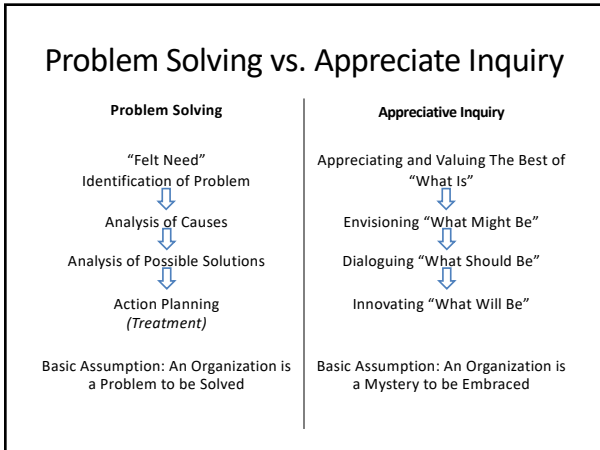 Problem Solving vs. Appreciate Inquiry
Problem Solving
“Felt Need”
Identification of Problem
Analysis of Causes
Analysis of Possible Solutions
Action Planning
(Treatment)
Basic Assumption: An Organization is
a Problem to be Solved
Appreciative Inquiry
Appreciating and Valuing The Best of
“What Is”
Envisioning “What Might Be”
Dialoguing “What Should Be”
Innovating “What Will Be”
Basic Assumption: An Organization is
a Mystery to be Embraced